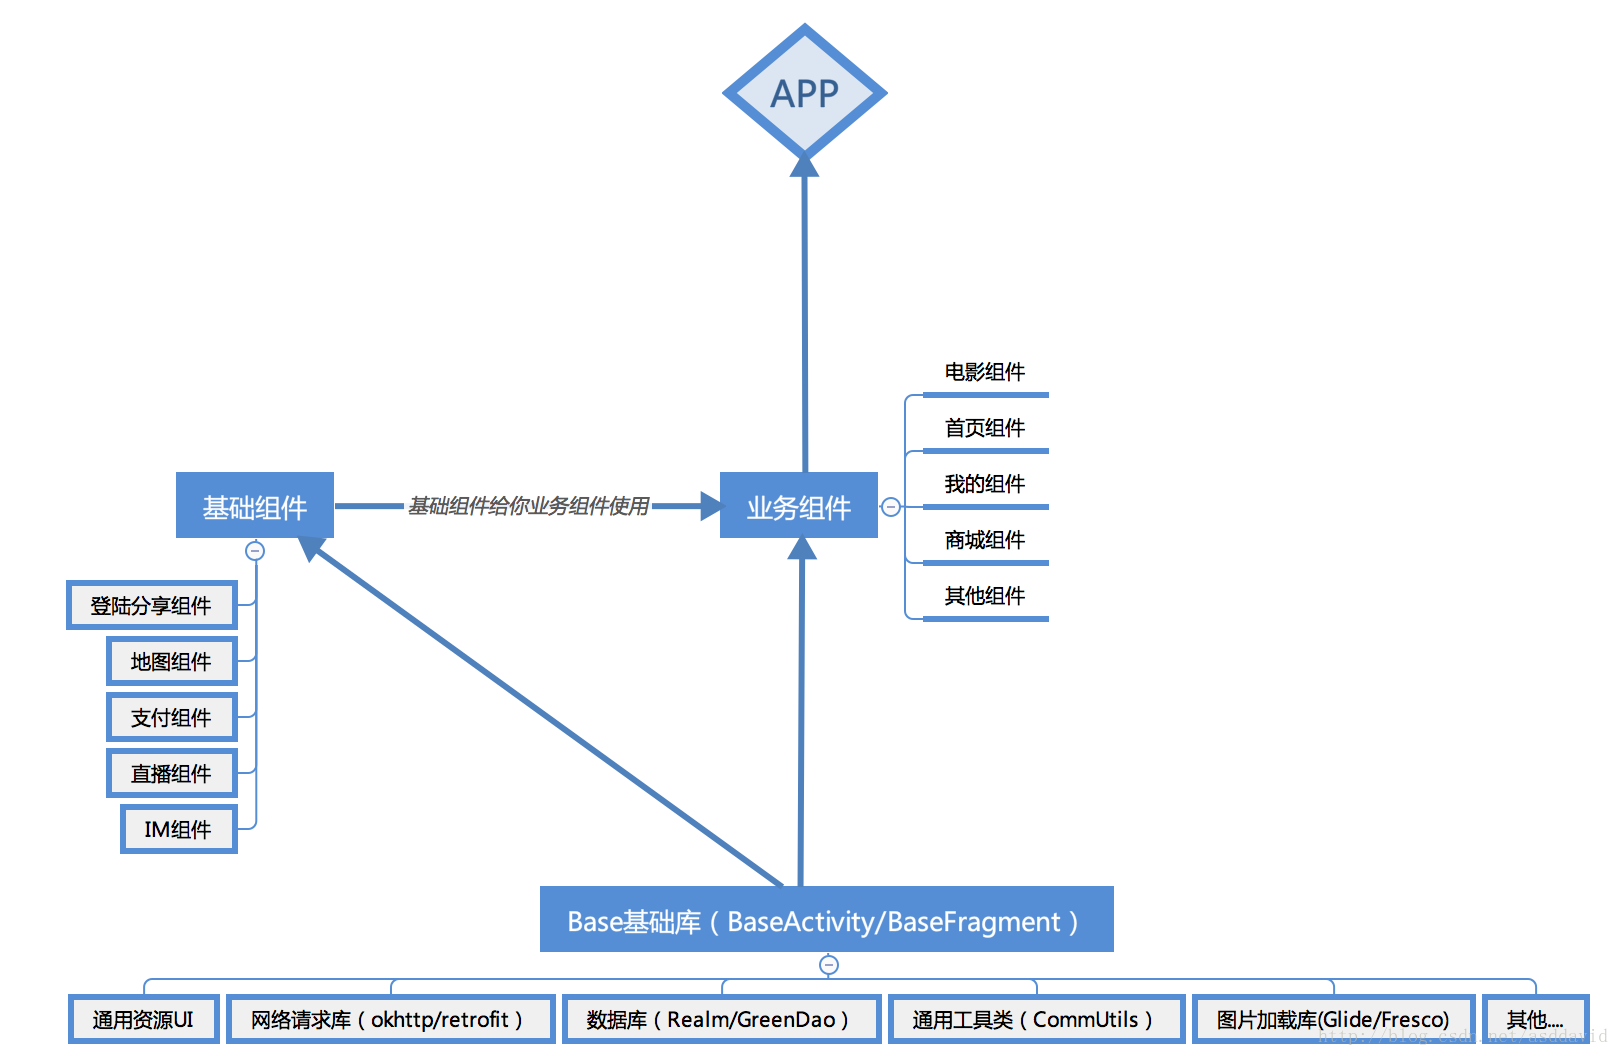 APP
电影组件
首页组件
我的组件
商城组件
其他组件
基础组件
基础组件给你业务组件使用
业务组件
登陆分享组件
地图组件
支付组件
直播组件
IM组件
Base基础库（BaseActivity/BaseFragment）
通用资源UI
网络请求库（okhttp/retrofit）
数据库（Realm/GreenDao）
通用工具类（CommUtils）
图片加载库(Glide/Fresco)
其他....
http://blog.csdn.net/asddavid